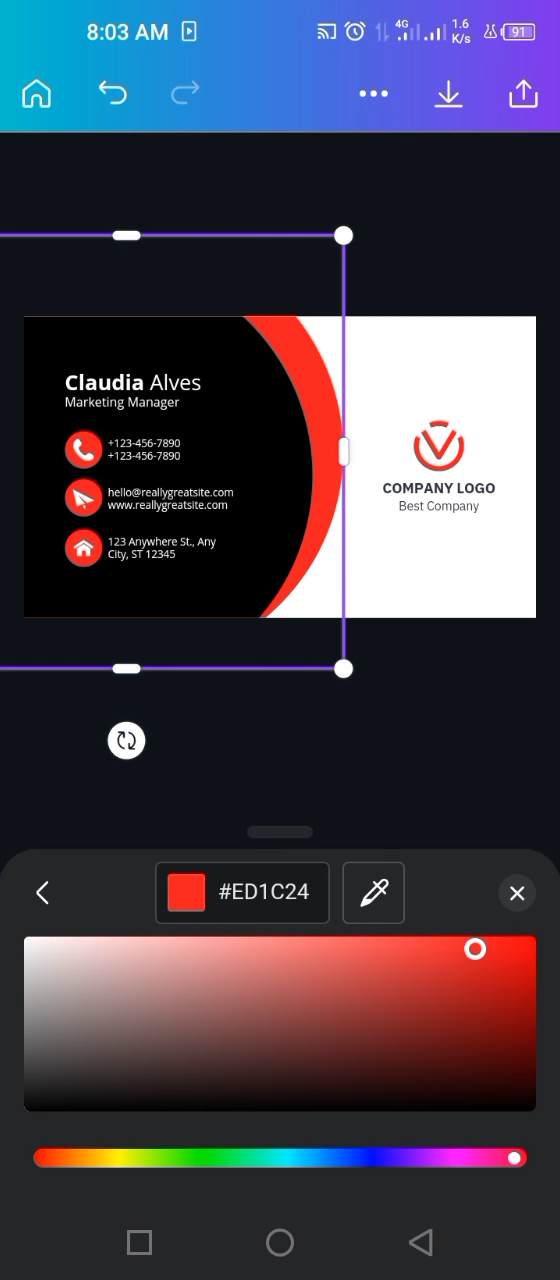 8:03 AM
4G
1.6
K/s
91
Claudia Alves
Marketing Manager
+123-456-7890
+123-456-7890
hello@reallygreatsite.com
www.reallygreatsite.com
123 Anywhere St., Any
City, ST 12345
COMPANY LOGO
Best Company
#ED1C24